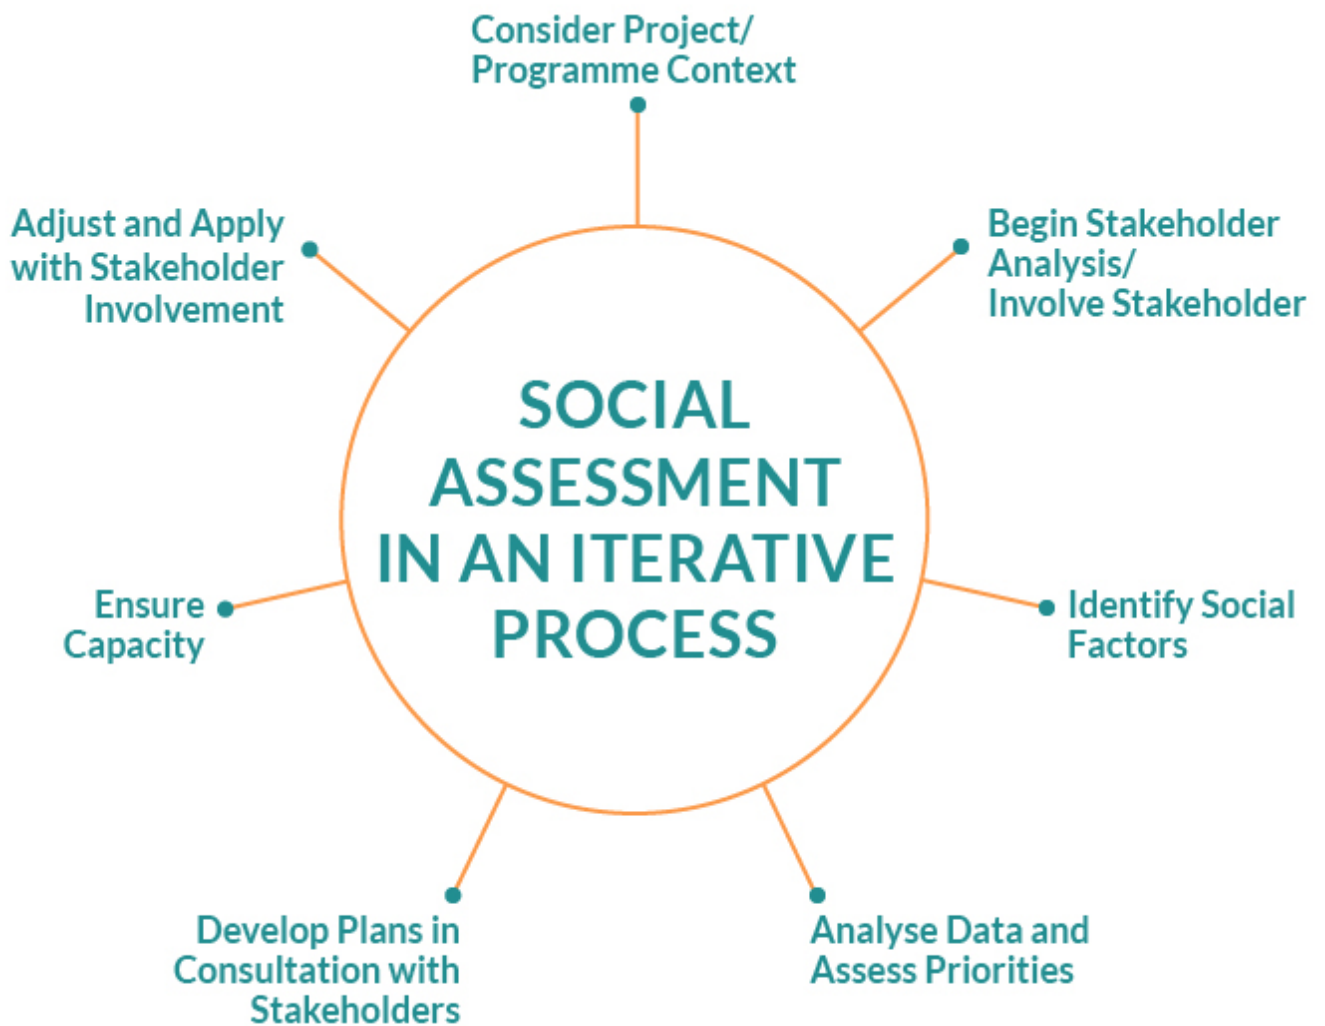 Consider Project/
Programme Context
Begin Stakeholder
Analysis/
Involve Stakeholder
Identify Social
Factors
Analyse Data and
Assess Priorities
Develop Plans in
Consultation with
Stakeholders
Ensure
Capacity
Adjust and Apply
with Stakeholder
Involvement
SOCIAL
ASSESSMENT
IN AN ITERATIVE
PROCESS